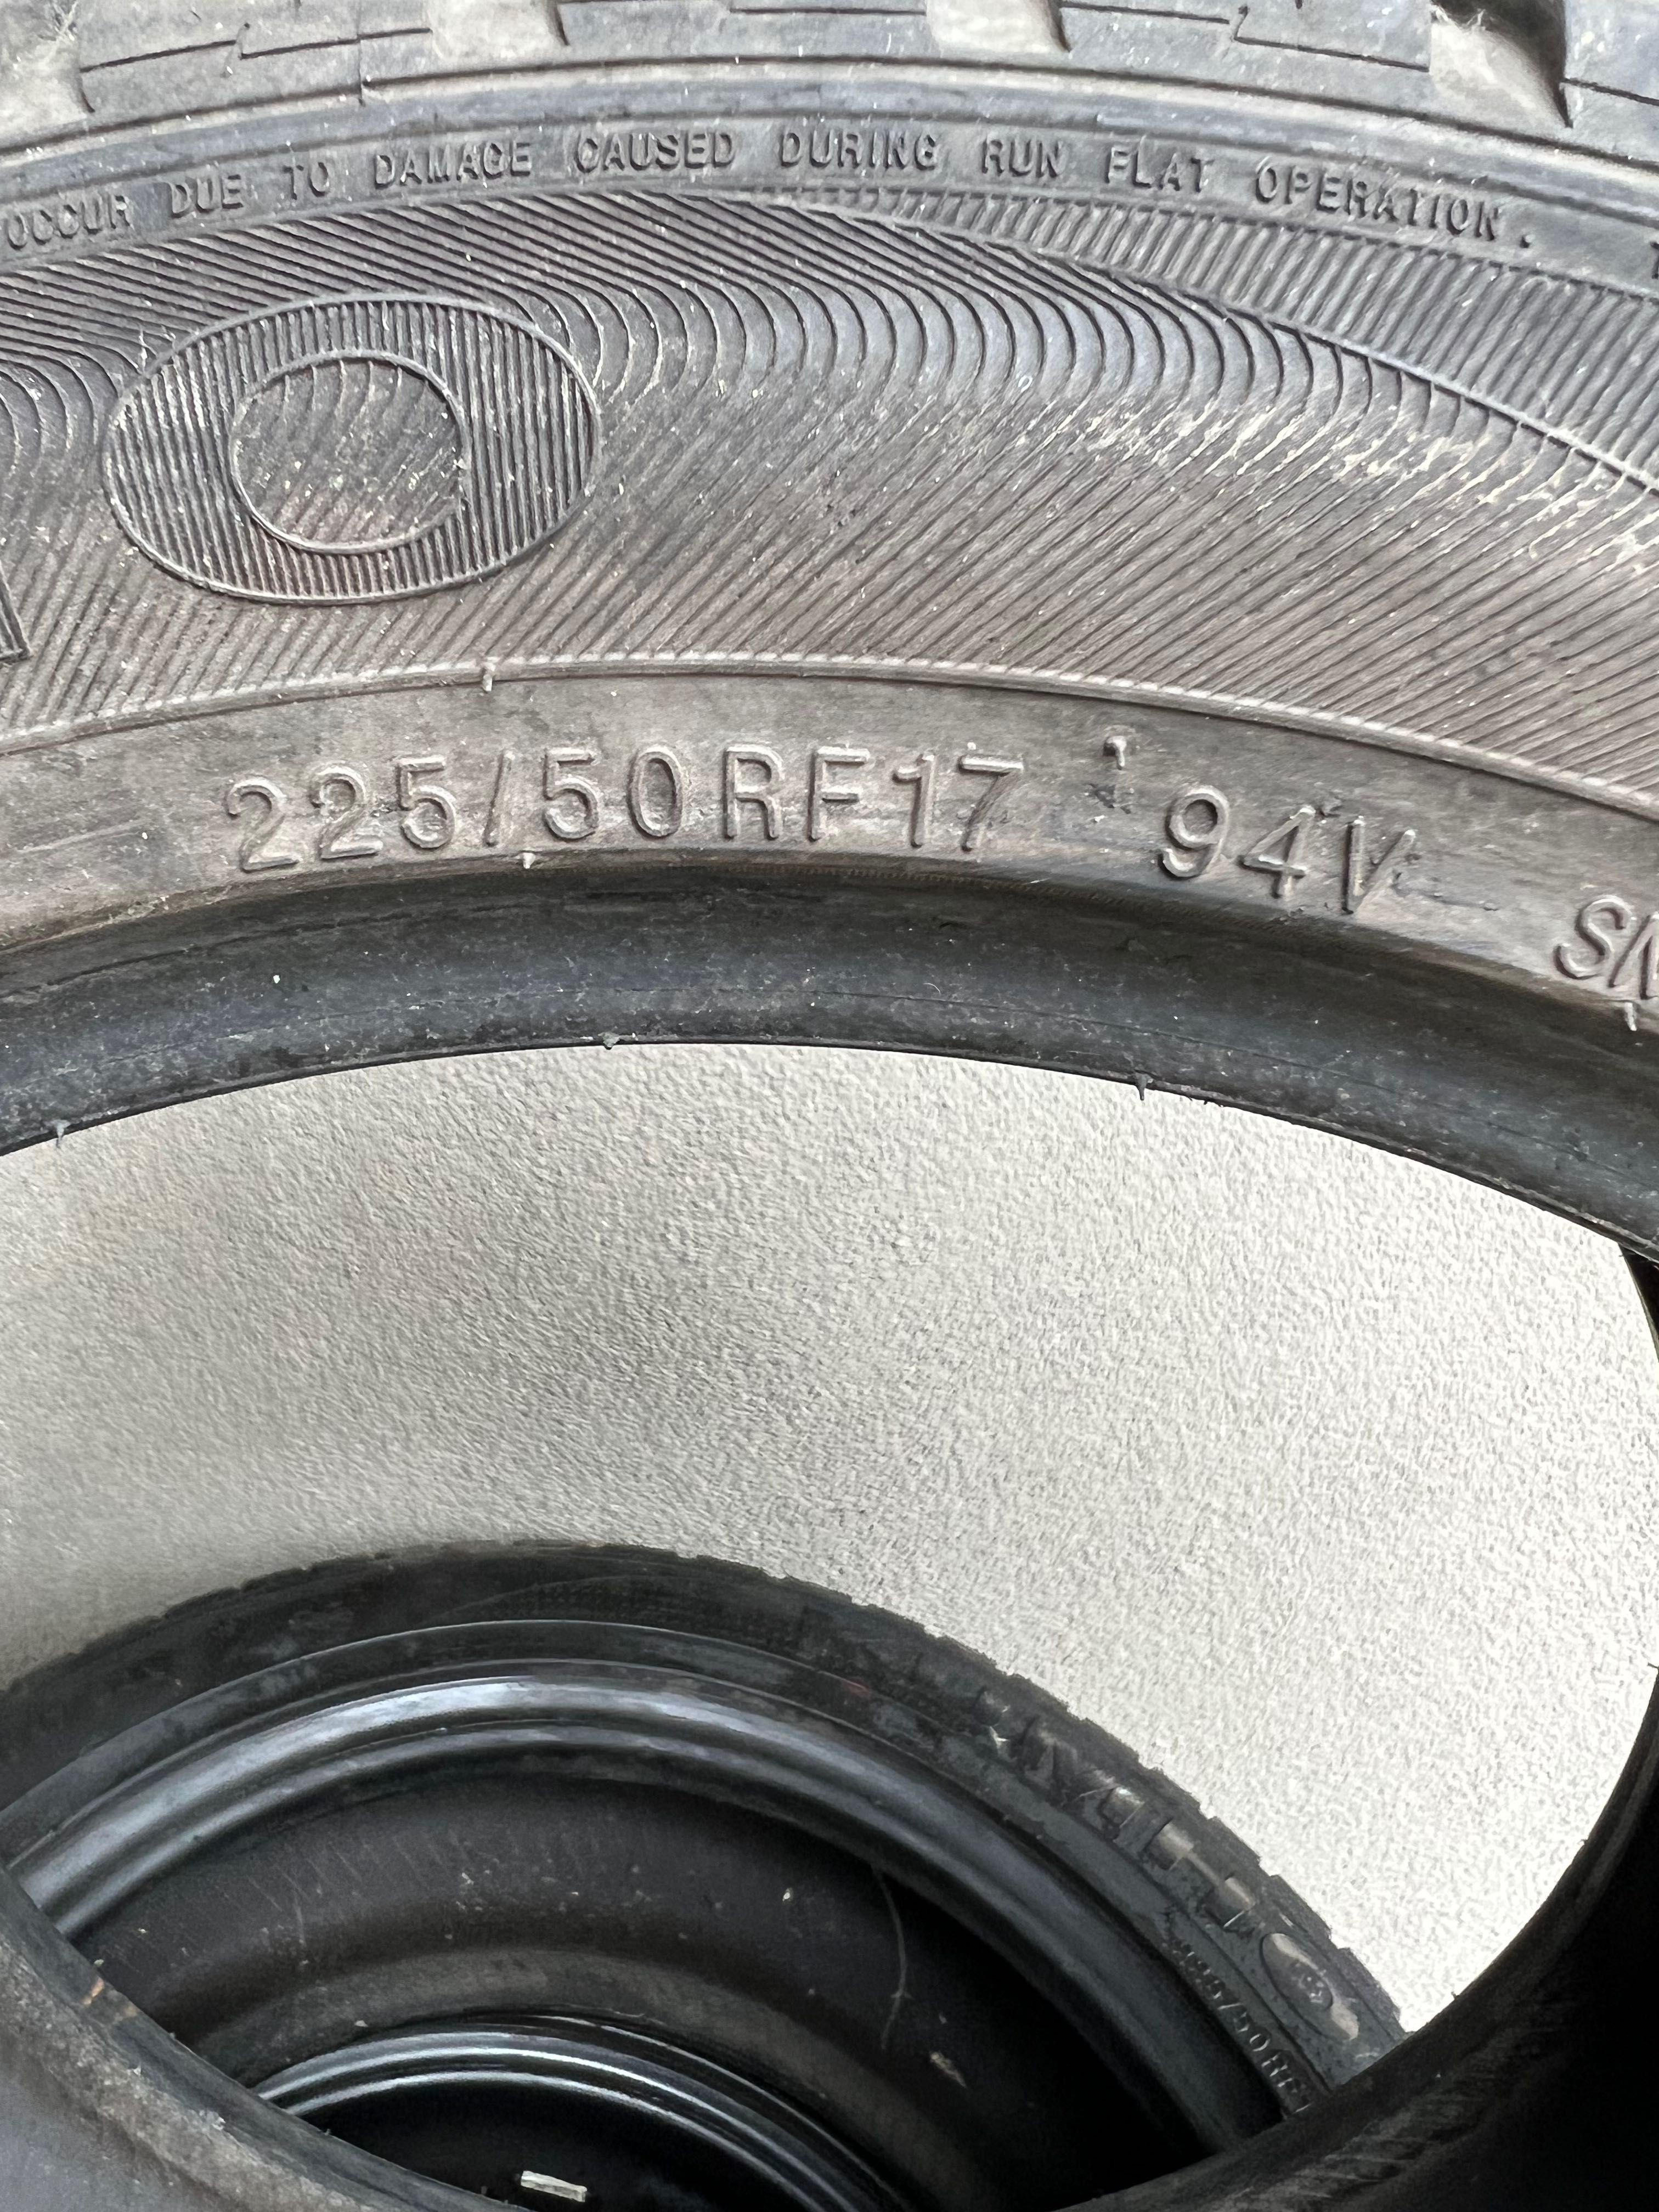 OCCUR DUE TO DAMAGE CAUSED DURING RUN FLAT OPERATION.
O
225/50RF17 94V